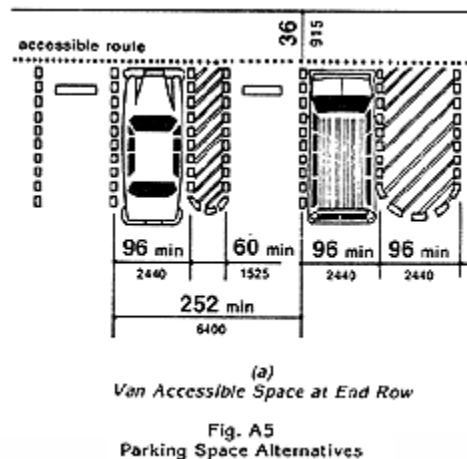 36
915
accessible route
96 min 60 min 96 min 96 min
2440 1525 2440 2440
252 min
6400
(a)
Van Accessible Space at End Row
Fig. A5
Parking Space Alternatives